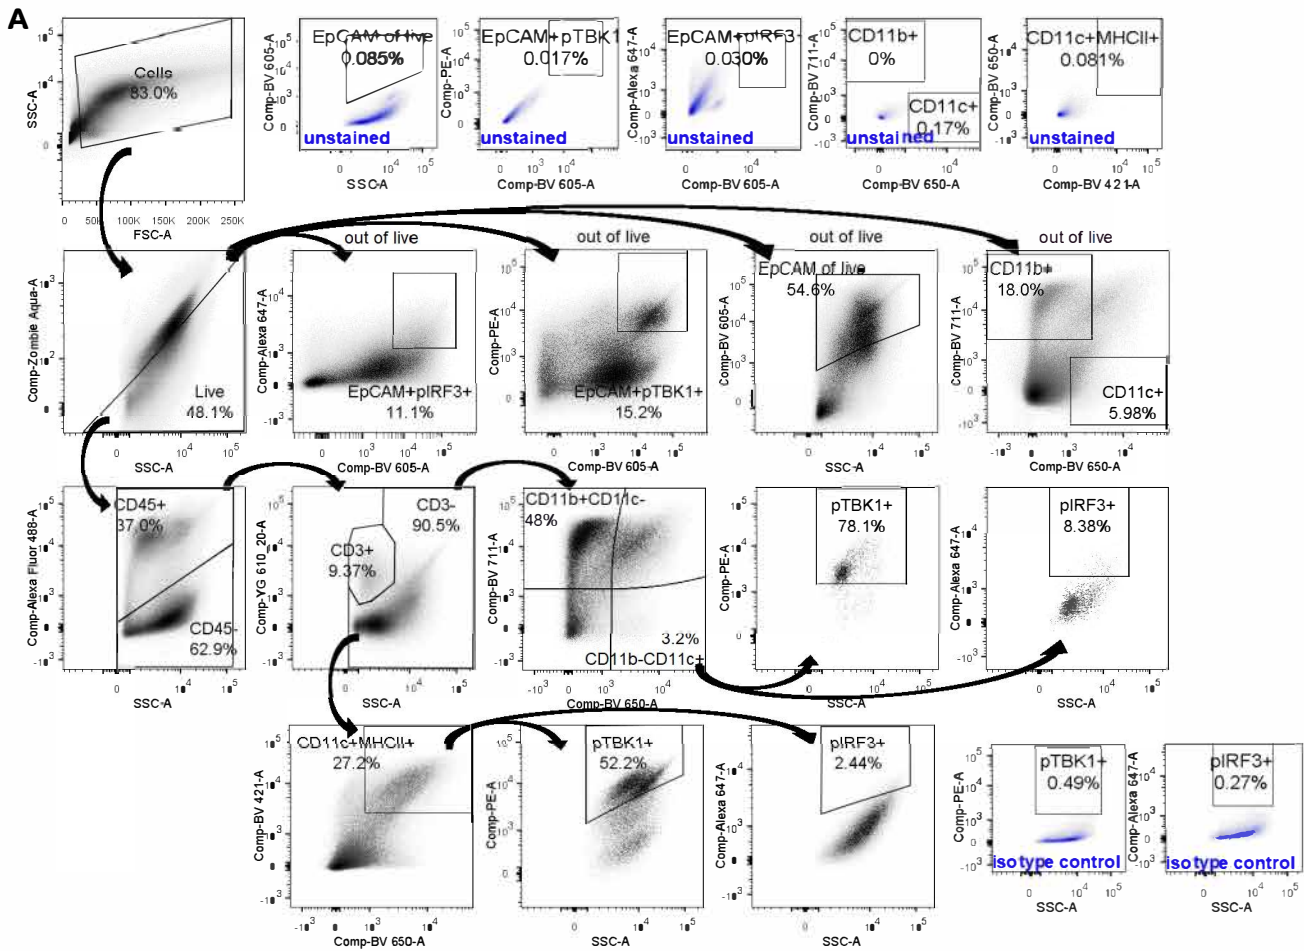 A
Cells
83.0%
SSC-A
FSC-A
0 50K 100K 150K 200K 250K
EpCAM of live
0.085%
unstained
Comp-BV 605-A
SSC-A
EpCAM+pTBK1
0.017%
unstained
Comp-PE-A
Comp-BV 605-A
EpCAM+pIRF3+
0.030%
unstained
Comp-Alexa 647-A
Comp-BV 605-A
CD11b+
0%
CD11c+
0.17%
unstained
Comp-BV 711-A
Comp-BV 650-A
CD11c+MHCII+
0.081%
unstained
Comp-BV 650-A
Comp-BV 421-A
Live
48.1%
Comp-Zombie Aqua-A
SSC-A
out of live
EpCAM+pIRF3+
11.1%
Comp-Alexa 647-A
Comp-BV 605-A
out of live
EpCAM+pTBK1+
15.2%
Comp-PE-A
Comp-BV 605-A
out of live
EpCAM of live
54.6%
Comp-BV 605-A
SSC-A
out of live
CD11b+
18.0%
CD11c+
5.98%
Comp-BV 711-A
Comp-BV 650-A
CD45+
37.0%
CD45-
62.9%
Comp-Alexa Fluor 488-A
SSC-A
CD3-
90.5%
CD3+
9.37%
Comp-YG 610_20-A
SSC-A
CD11b+CD11c-
48%
3.2%
CD11b-CD11c+
Comp-BV 711-A
Comp-BV 650-A
pTBK1+
78.1%
Comp-PE-A
SSC-A
pIRF3+
8.38%
Comp-Alexa 647-A
SSC-A
CD11c+MHCII+
27.2%
Comp-BV 421-A
Comp-BV 650-A
pTBK1+
52.2%
Comp-PE-A
SSC-A
pIRF3+
2.44%
Comp-Alexa 647-A
SSC-A
pTBK1+
0.49%
isotype control
Comp-PE-A
SSC-A
pIRF3+
0.27%
isotype control
Comp-Alexa 647-A
SSC-A